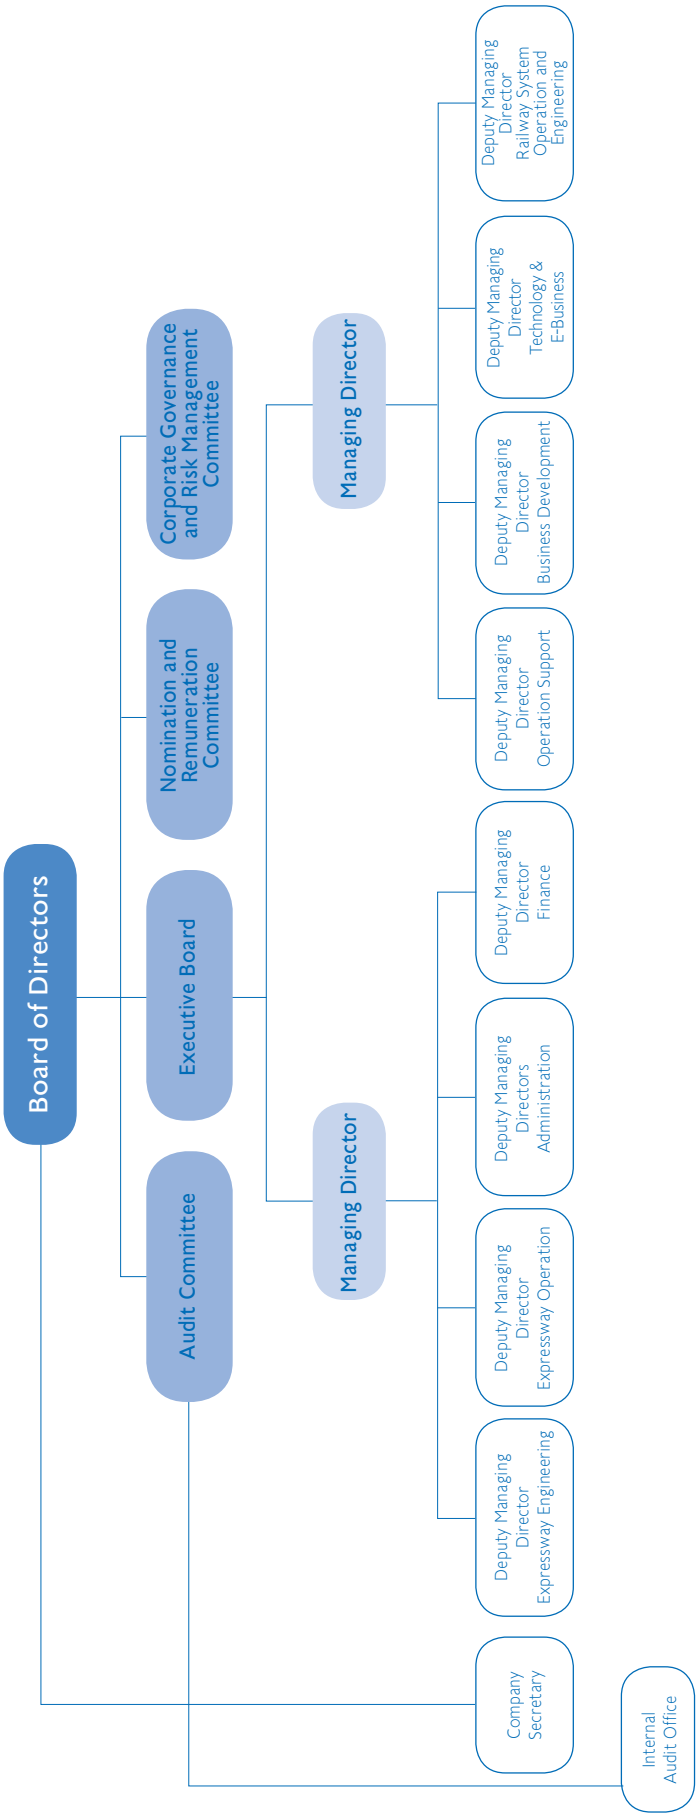 Board of Directors
Audit Committee
Executive Board
Nomination and
Remuneration
Committee
Corporate Governance
and Risk Management
Committee
Managing Director
Managing Director
Company
Secretary
Deputy Managing
Director
Expressway Engineering
Deputy Managing
Director
Expressway Operation
Deputy Managing
Directors
Administration
Deputy Managing
Director
Finance
Deputy Managing
Director
Operation Support
Deputy Managing
Director
Business Development
Deputy Managing
Director
Technology &
E-Business
Deputy Managing
Director
Railway System
Operation and
Engineering
Internal
Audit Office